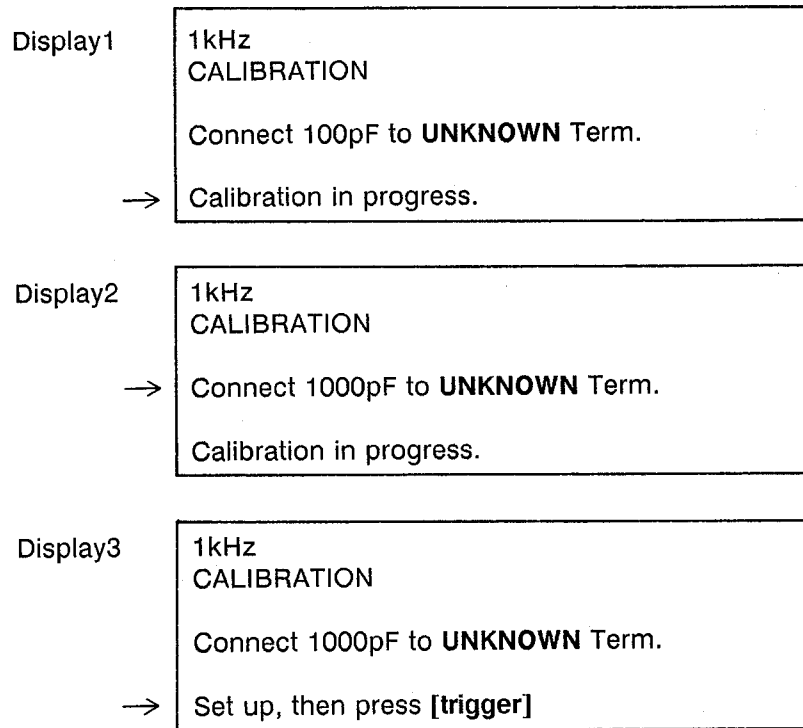 Display1
1kHz
CALIBRATION
Connect 100pF to UNKNOWN Term.
→ Calibration in progress.
Display2
1kHz
CALIBRATION
→ Connect 1000pF to UNKNOWN Term.
Calibration in progress.
Display3
1kHz
CALIBRATION
Connect 1000pF to UNKNOWN Term.
→ Set up, then press [trigger]